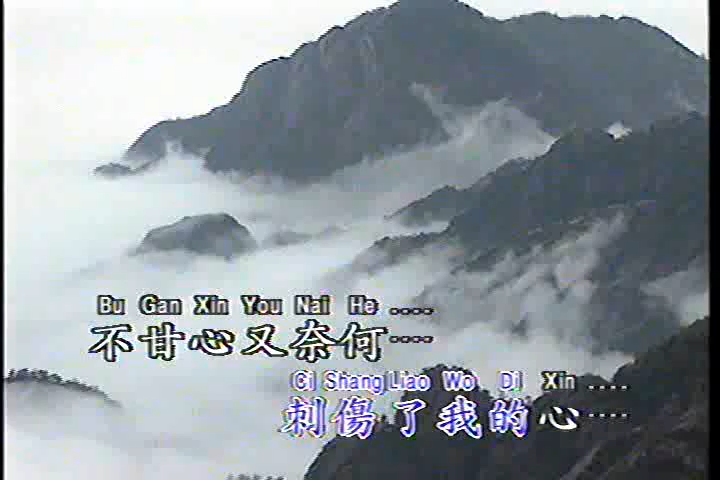 Bu Gan Xin You Nai He ....
不甘心又奈何····
Ci Shang Liao Wo Di Xin ....
刺傷了我的心····